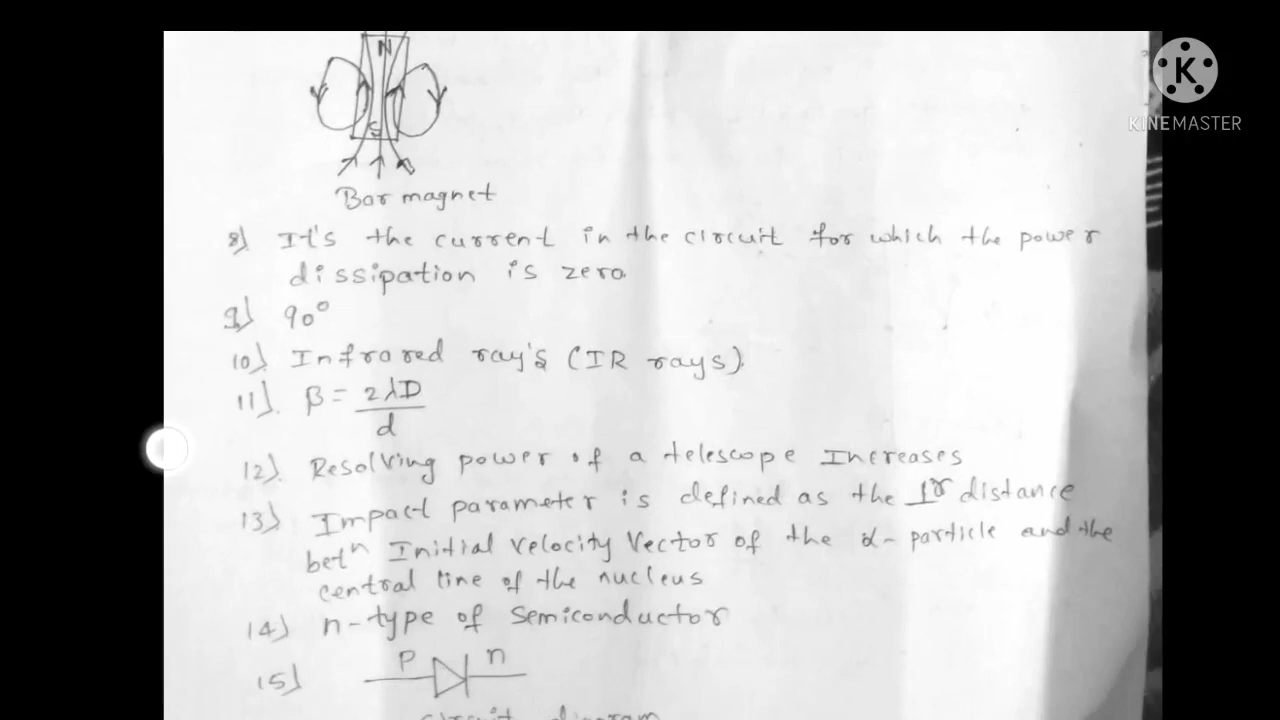 K
KINEMASTER
N
S
Bar magnet
8) It's the current in the circuit for which the power
dissipation is zero.
9) 90°
10) Infrared ray's (IR rays)
11). β = 2λD
d
12). Resolving power of a telescope Increases
13) Impact parameter is defined as the ⊥r distance
betn Initial velocity vector of the α- particle and the
central line of the nucleus
14) n-type of semiconductor
15) P n
circuit diagram